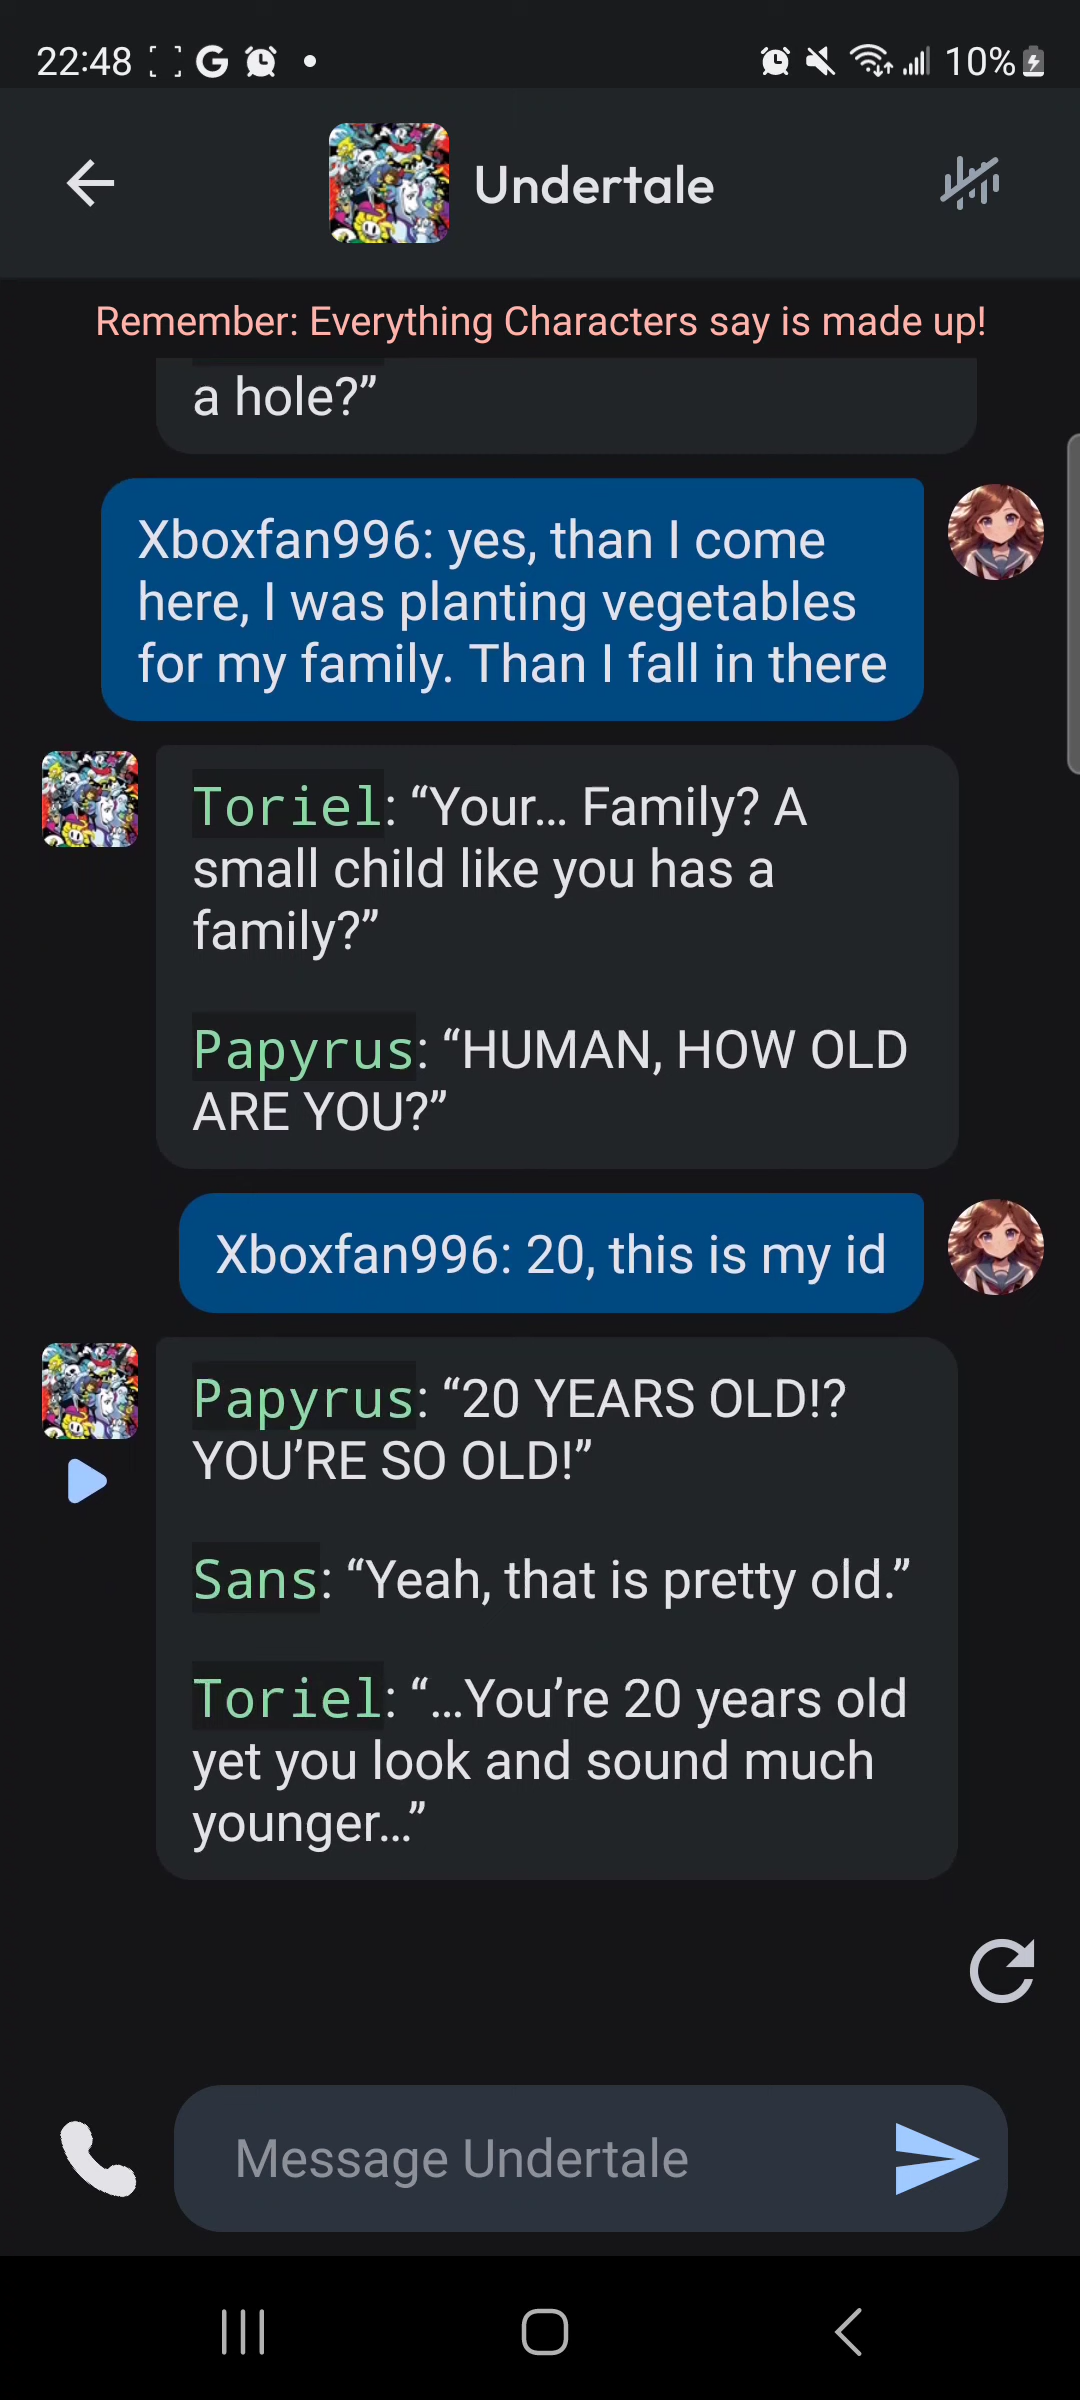 22:48
10%
Undertale
Remember: Everything Characters say is made up!
a hole?”
Xboxfan996: yes, than I come
here, I was planting vegetables
for my family. Than I fall in there
Toriel: “Your... Family? A
small child like you has a
family?”
Papyrus: “HUMAN, HOW OLD
ARE YOU?”
Xboxfan996: 20, this is my id
Papyrus: “20 YEARS OLD!?
YOU’RE SO OLD!”
Sans: “Yeah, that is pretty old.”
Toriel: “...You’re 20 years old
yet you look and sound much
younger...”
Message Undertale